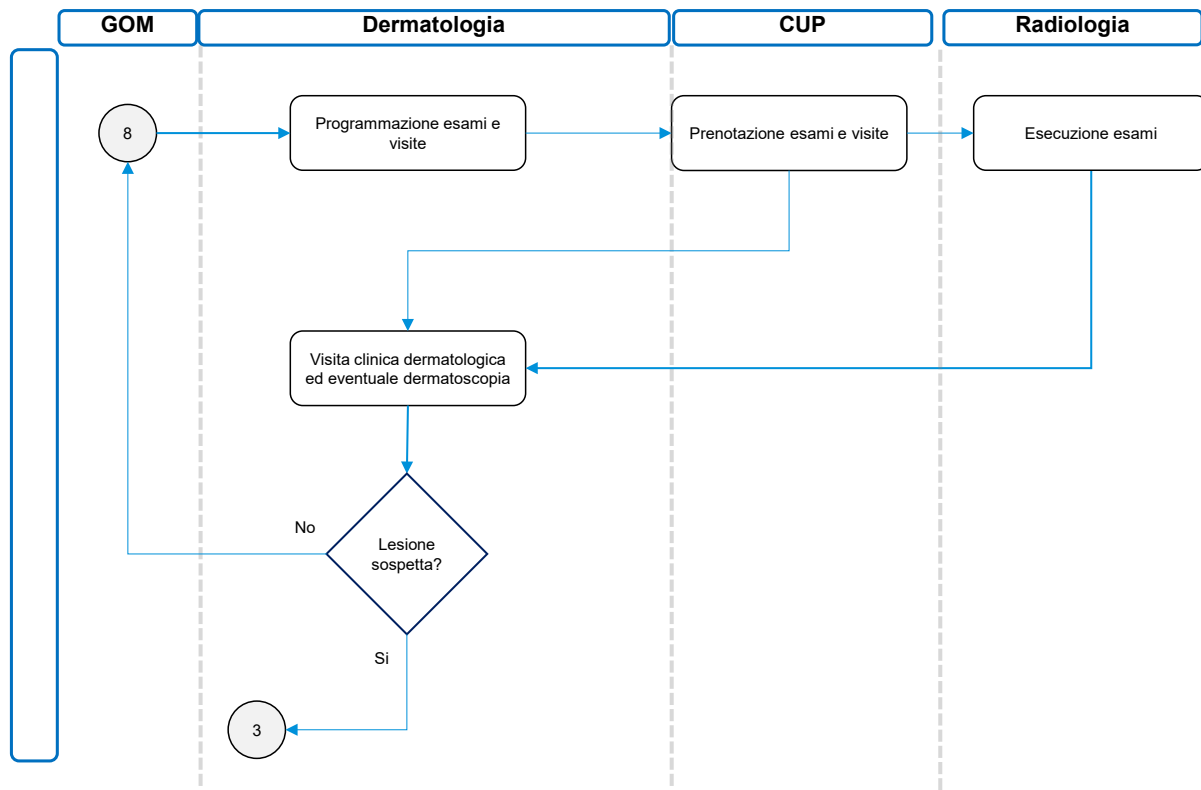 GOM
Dermatologia
CUP
Radiologia
8
Programmazione esami e
visite
Prenotazione esami e visite
Esecuzione esami
Visita clinica dermatologica
ed eventuale dermatoscopia
No
Lesione
sospetta?
Si
3